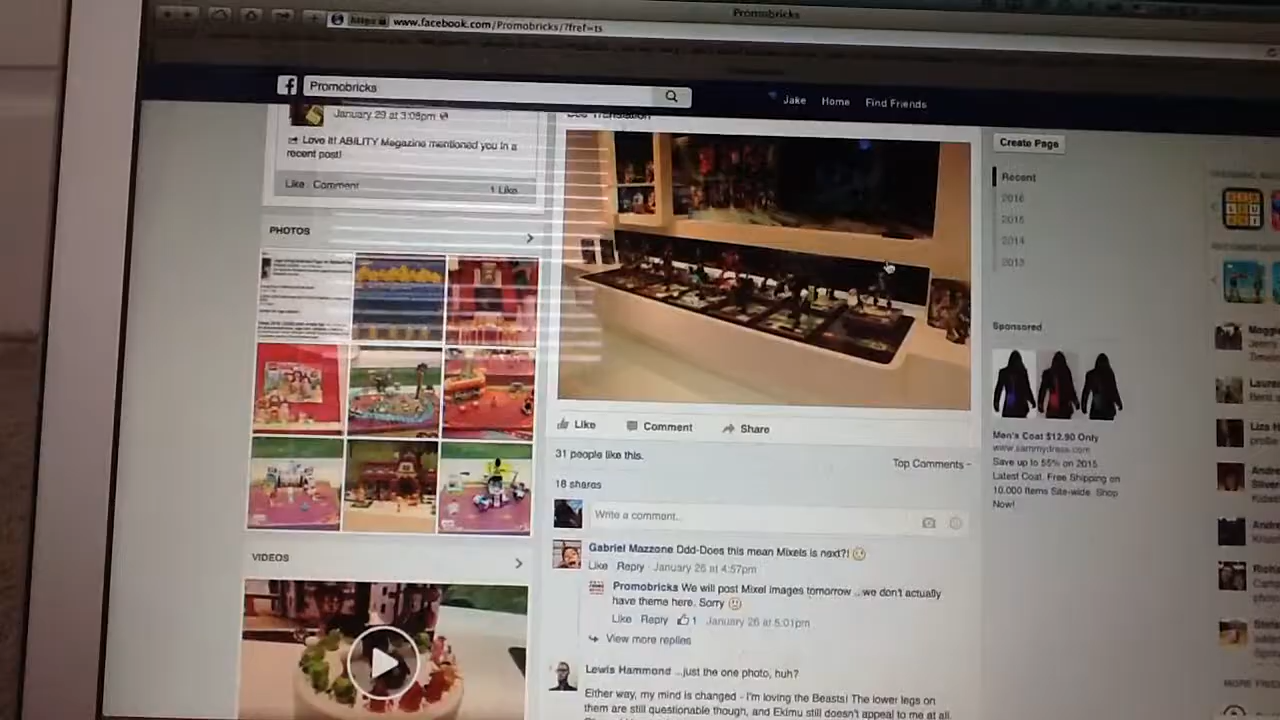 Promobricks
https
www.facebook.com/Promobricks/?fref=ts
f
Promobricks
Jake Home Find Friends
January 29 at 3:08pm
Love it! ABILITY Magazine mentioned you in a
recent post!
Like Comment
1 Like
PHOTOS
VIDEOS
See Translation
Like Comment Share
31 people like this.
Top Comments
18 shares
Write a comment...
Gabriel Mazzone Ddd-Does this mean Mixels is next?!
Like Reply January 26 at 4:57pm
Promobricks We will post Mixel images tomorrow .. we don't actually
have theme here. Sorry
Like Reply 1 January 26 at 5:01pm
View more replies
Lewis Hammond ...just the one photo, huh?
Either way, my mind is changed - I'm loving the Beasts! The lower legs on
them are still questionable though, and Ekimu still doesn't appeal to me at all.
Create Page
Recent
2016
2015
2014
2013
Sponsored
Men's Coat $12.90 Only
www.sammydress.com
Save up to 55% on 2015
Latest Coat. Free Shipping on
10.000 Items Site-wide. Shop
Now!